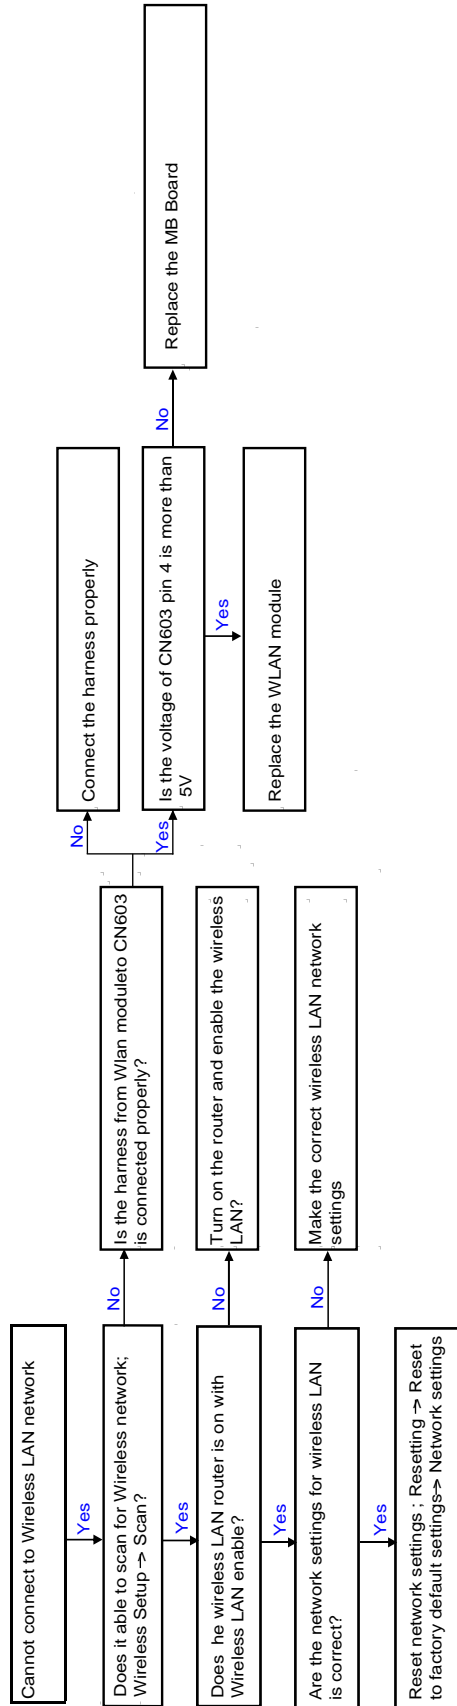 Cannot connect to Wireless LAN network
Yes
Does it able to scan for Wireless network;
Wireless Setup -> Scan?
No
Is the harness from Wlan moduleto CN603
is connected properly?
No
Connect the harness properly
Yes
Is the voltage of CN603 pin 4 is more than
5V
No
Replace the MB Board
Yes
Replace the WLAN module
Yes
Does he wireless LAN router is on with
Wireless LAN enable?
No
Turn on the router and enable the wireless
LAN?
Yes
Are the network settings for wireless LAN
is correct?
No
Make the correct wireless LAN network
settings
Yes
Reset network settings ; Resetting -> Reset
to factory default settings-> Network settings